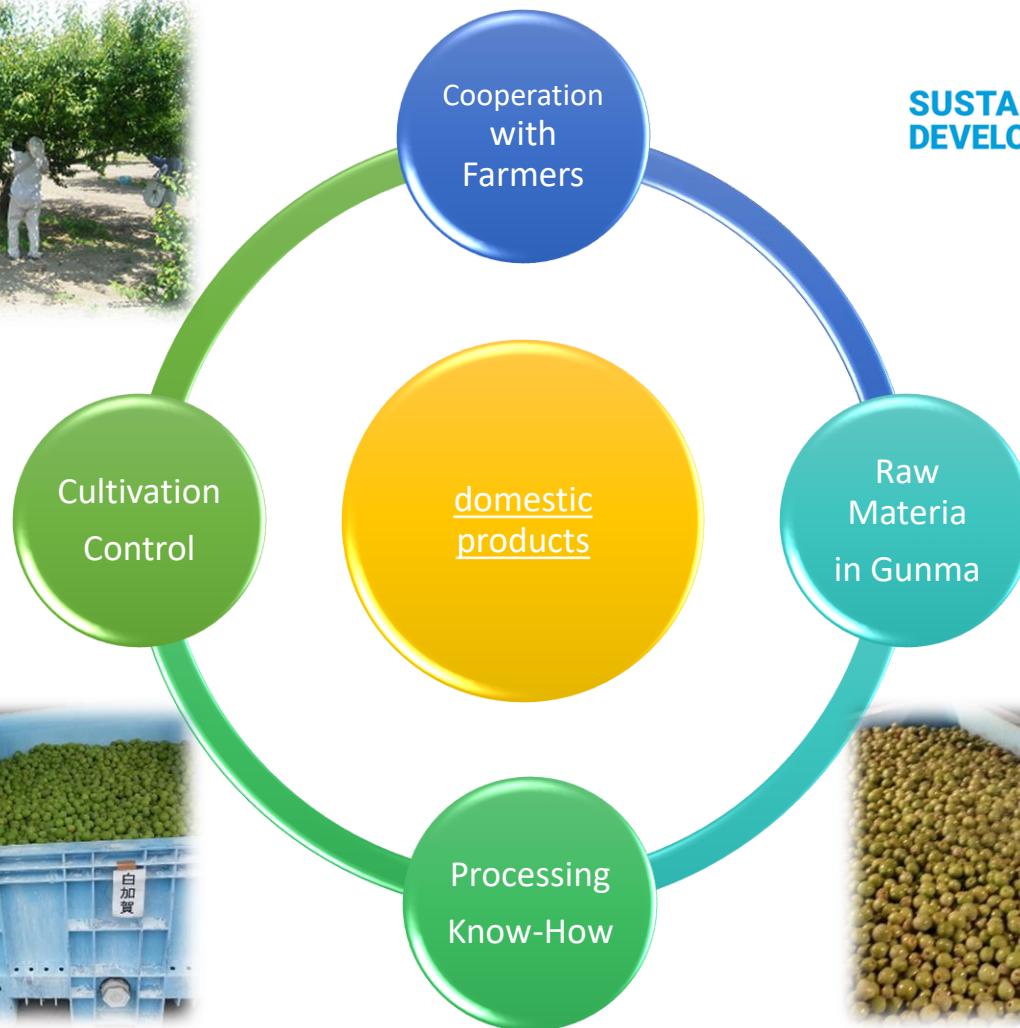 Cooperation
with
Farmers
SUSTA
DEVELO
Cultivation
Control
domestic
products
Raw
Materia
in Gunma
白加賀
Processing
Know-How